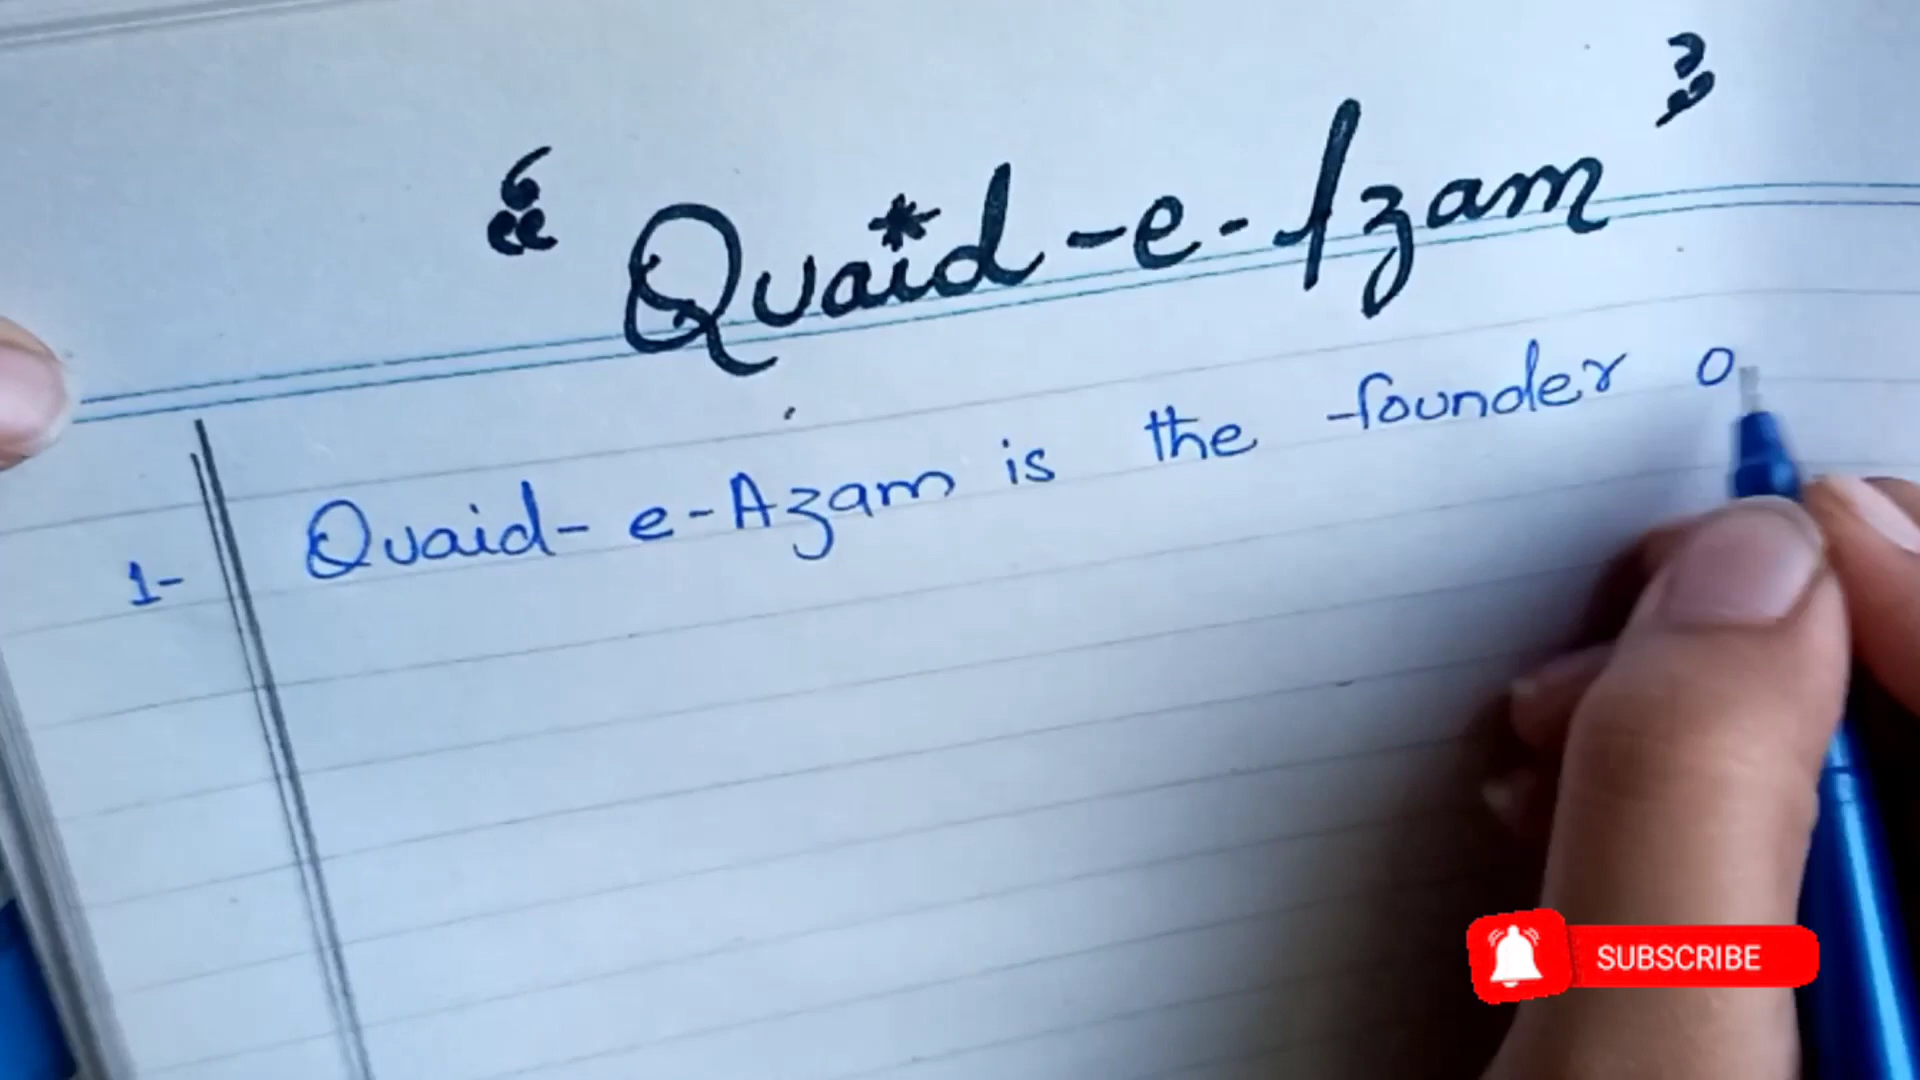 “Quaid-e-Azam”
1- Quaid-e-Azam is the founder o
SUBSCRIBE